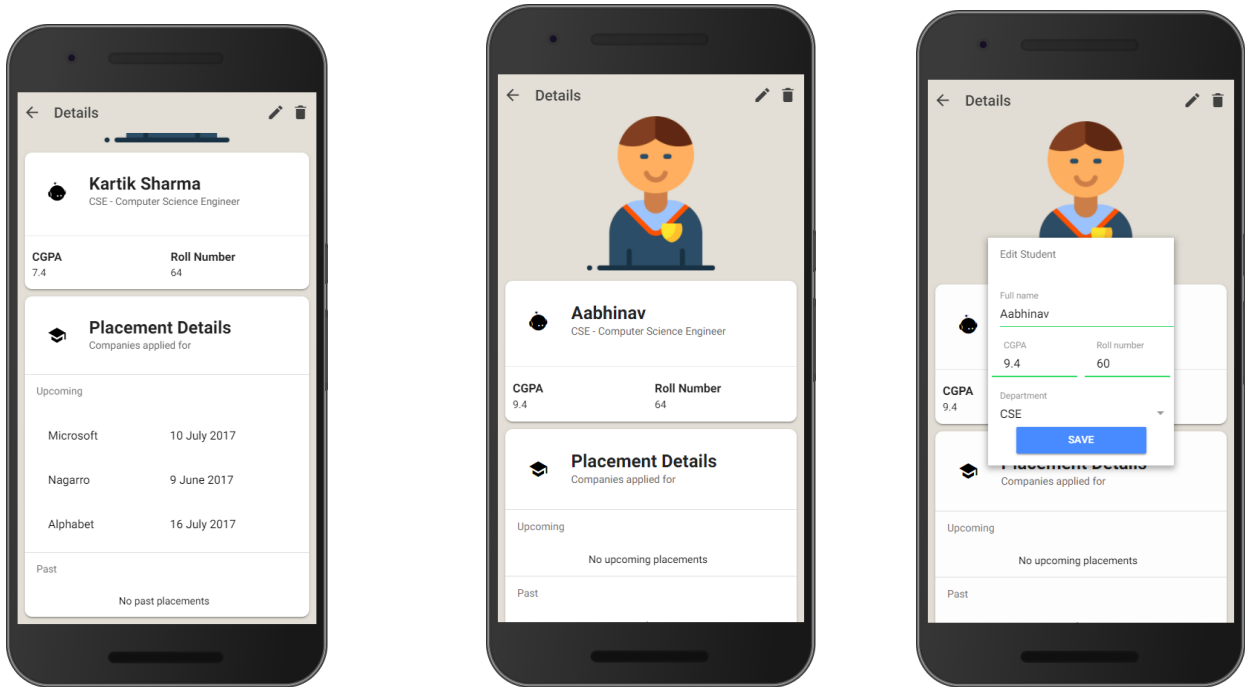 Details
Kartik Sharma
CSE - Computer Science Engineer
CGPA Roll Number
7.4 64
Placement Details
Companies applied for
Upcoming
Microsoft 10 July 2017
Nagarro 9 June 2017
Alphabet 16 July 2017
Past
No past placements
Details
Aabhinav
CSE - Computer Science Engineer
CGPA Roll Number
9.4 64
Placement Details
Companies applied for
Upcoming
No upcoming placements
Past
Details
Edit Student
Full name
Aabhinav
CGPA Roll number
9.4 60
Department
CSE
SAVE
CGPA
9.4
Placement Details
Companies applied for
Upcoming
No upcoming placements
Past